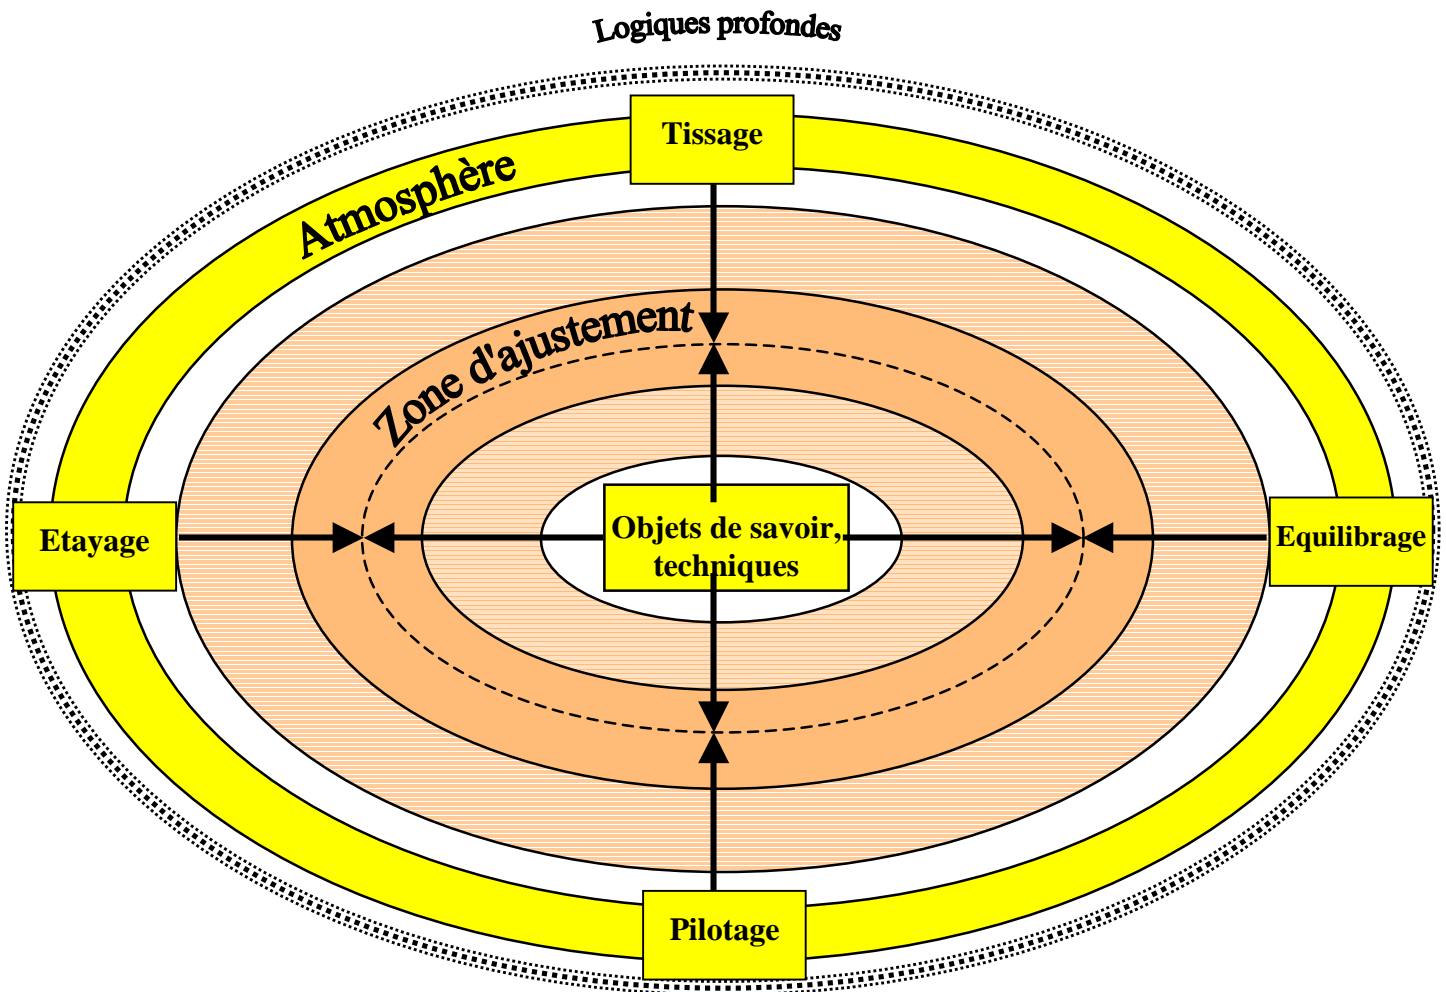 Logiques profondes
Tissage
Atmosphère
Zone d'ajustement
Etayage
Objets de savoir,
techniques
Equilibrage
Pilotage